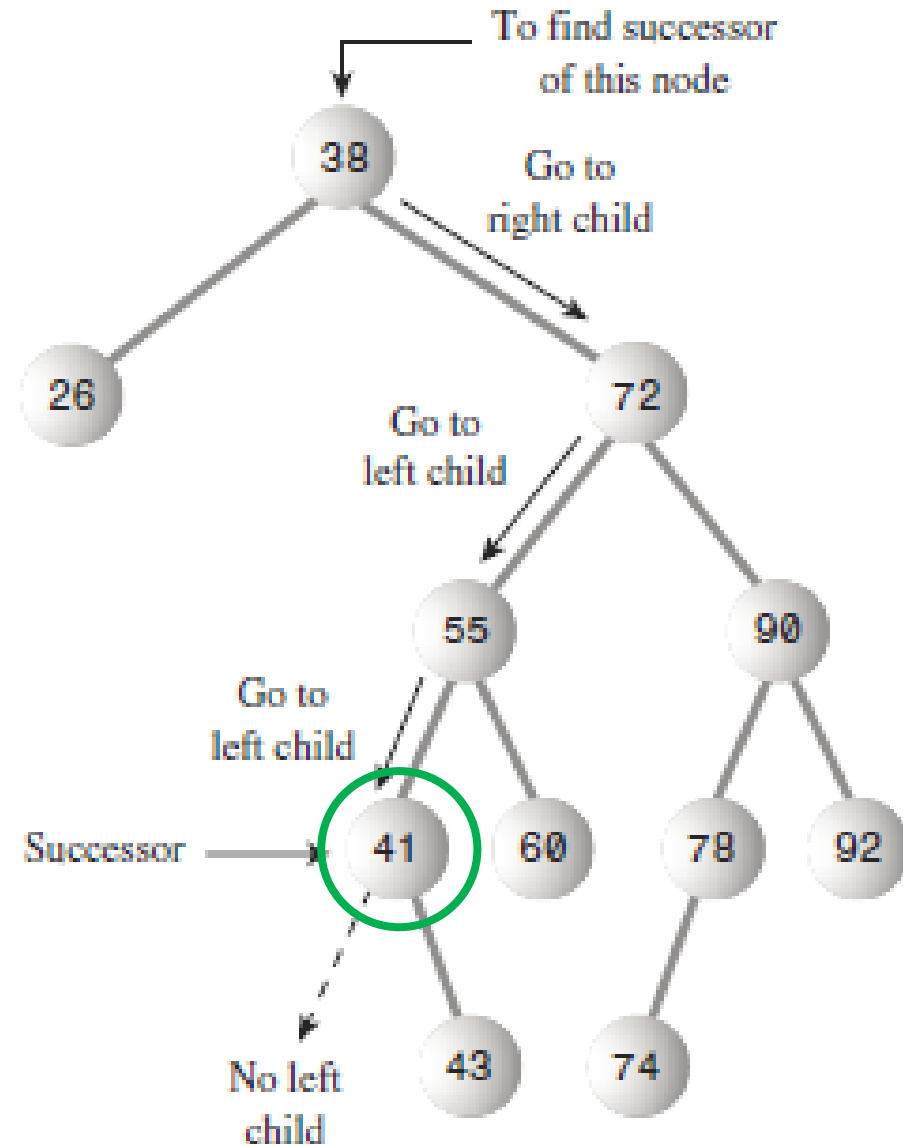 To find successor
of this node
38
Go to
right child
26
72
Go to
left child
55
90
Go to
left child
Successor
41
60
78
92
No left
child
43
74